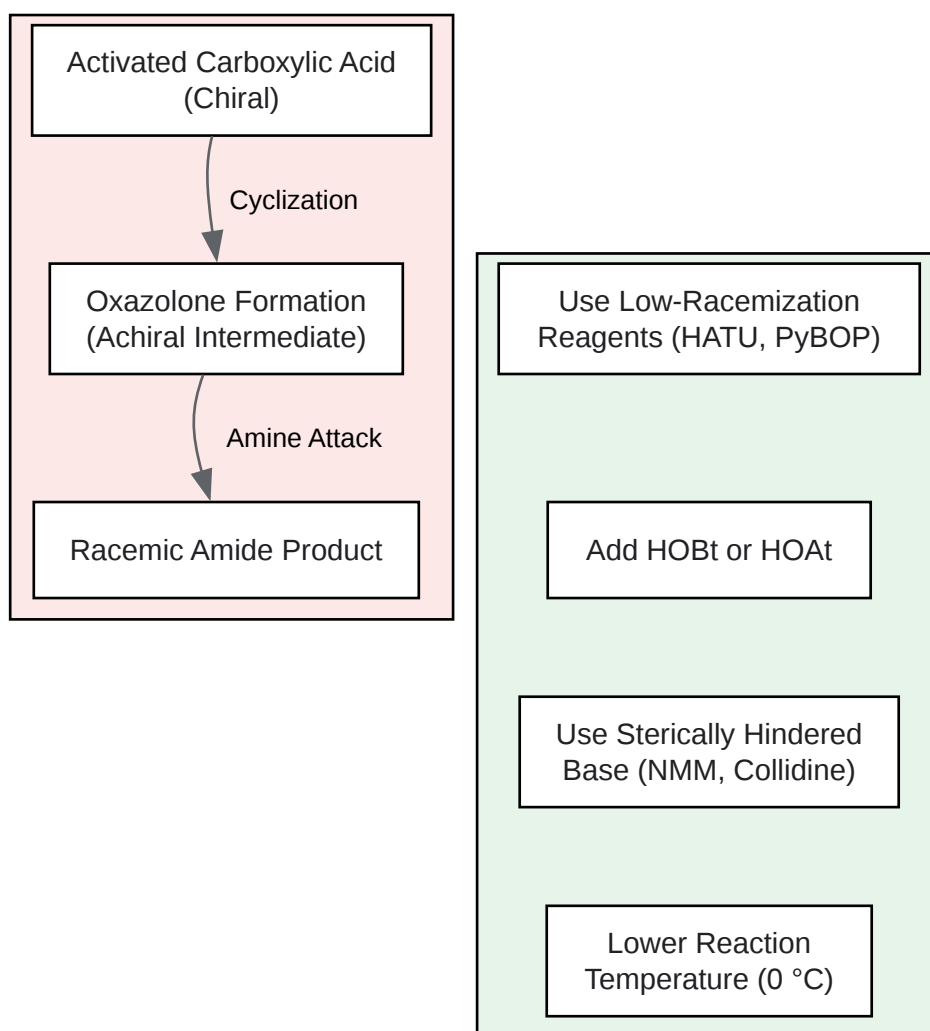 Activated Carboxylic Acid
(Chiral)
Cyclization
Oxazolone Formation
(Achiral Intermediate)
Amine Attack
Racemic Amide Product
Use Low-Racemization
Reagents (HATU, PyBOP)
Add HOBt or HOAt
Use Sterically Hindered
Base (NMM, Collidine)
Lower Reaction
Temperature (0 °C)